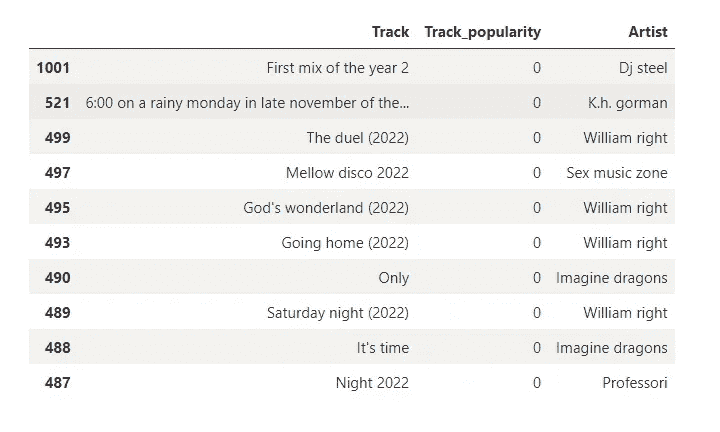 Track Track_popularity Artist
1001 First mix of the year 2 0 Dj steel
521 6:00 on a rainy monday in late november of the... 0 K.h. gorman
499 The duel (2022) 0 William right
497 Mellow disco 2022 0 Sex music zone
495 God's wonderland (2022) 0 William right
493 Going home (2022) 0 William right
490 Only 0 Imagine dragons
489 Saturday night (2022) 0 William right
488 It's time 0 Imagine dragons
487 Night 2022 0 Professori